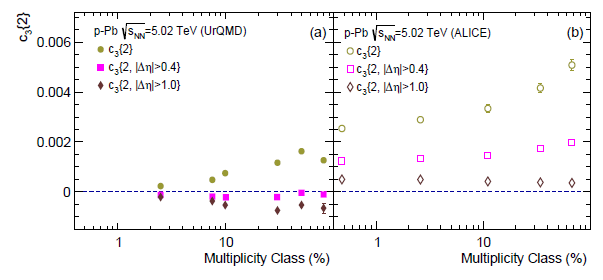 c₃{2}
0.006
0.004
0.002
0
p-Pb √sNN=5.02 TeV (UrQMD) (a)
c₃{2}
c₃{2, |Δη|>0.4}
c₃{2, |Δη|>1.0}
p-Pb √sNN=5.02 TeV (ALICE) (b)
c₃{2}
c₃{2, |Δη|>0.4}
c₃{2, |Δη|>1.0}
1 10
Multiplicity Class (%)
1 10
Multiplicity Class (%)